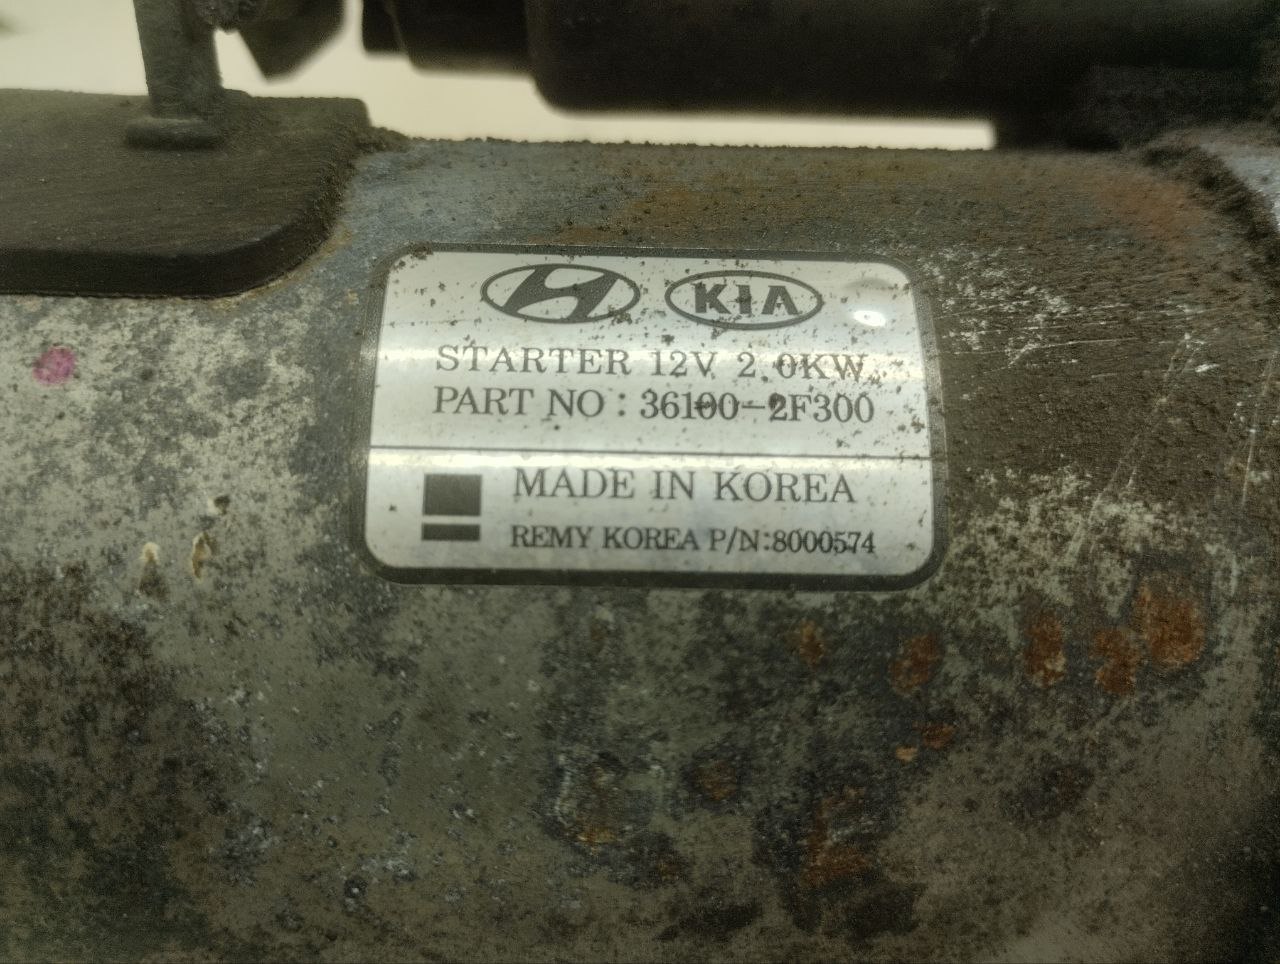 KIA
STARTER 12V 2.0KW
PART NO : 36100-2F300
MADE IN KOREA
REMY KOREA P/N:8000574